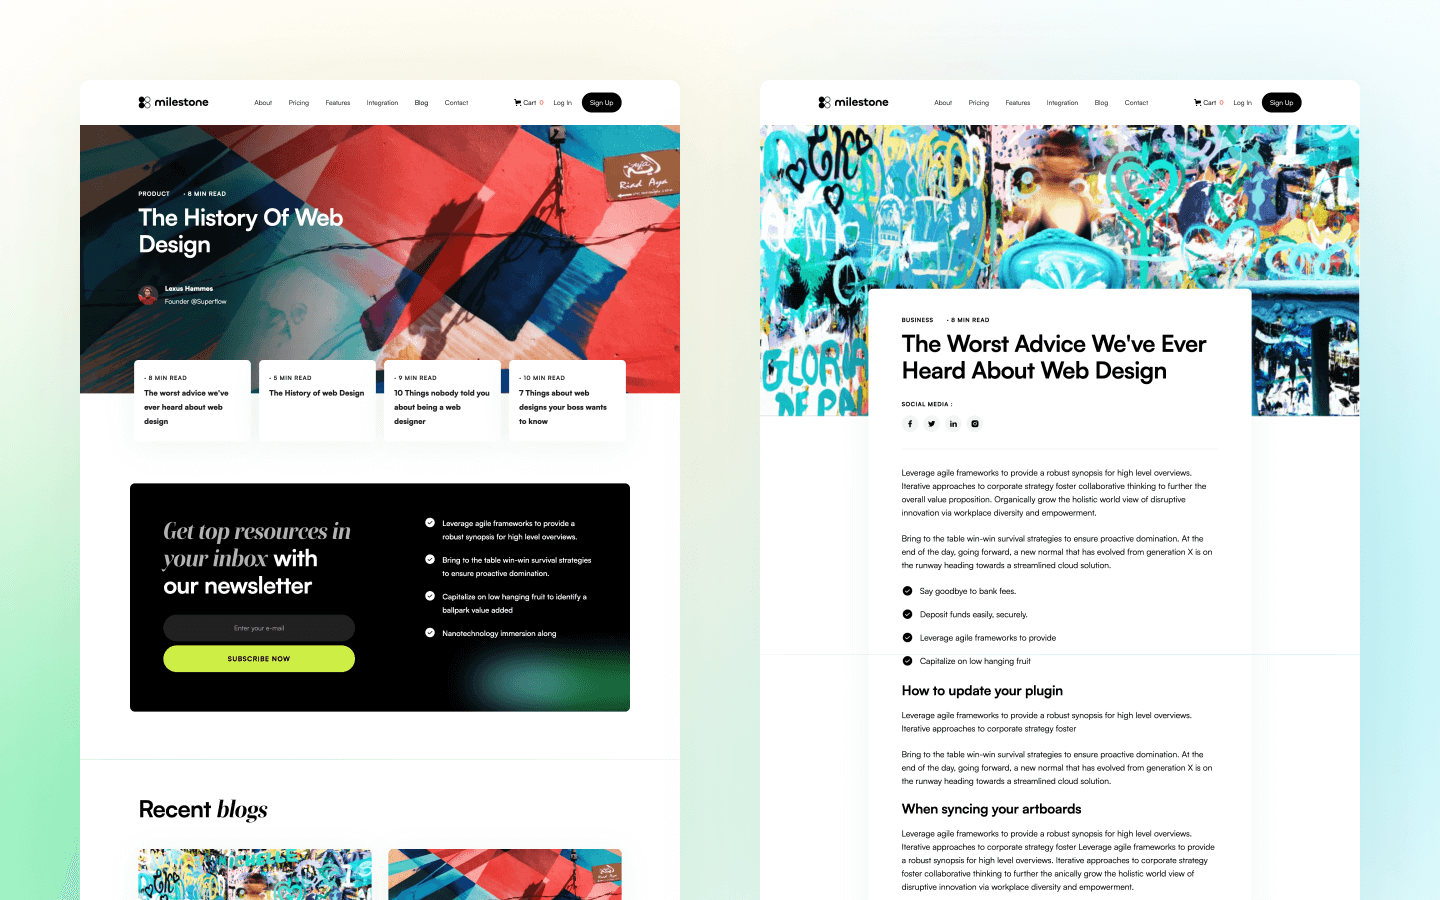 milestone
About Pricing Features Integration Blog Contact
Cart 0 Log In Sign Up
PRODUCT · 8 MIN READ
The History Of Web
Design
Lexus Hammes
Founder @Superflow
Riad Aya
· 8 MIN READ
The worst advice we've
ever heard about web
design
· 5 MIN READ
The History of web Design
· 9 MIN READ
10 Things nobody told you
about being a web
designer
· 10 MIN READ
7 Things about web
designs your boss wants
to know
Get top resources in
your inbox with
our newsletter
Enter your e-mail
SUBSCRIBE NOW
Leverage agile frameworks to provide a
robust synopsis for high level overviews.
Bring to the table win-win survival strategies
to ensure proactive domination.
Capitalize on low hanging fruit to identify a
ballpark value added
Nanotechnology immersion along
Recent blogs
milestone
About Pricing Features Integration Blog Contact
Cart 0 Log In Sign Up
GLORIA
DE PA
BUSINESS · 8 MIN READ
The Worst Advice We've Ever
Heard About Web Design
SOCIAL MEDIA :
Leverage agile frameworks to provide a robust synopsis for high level overviews.
Iterative approaches to corporate strategy foster collaborative thinking to further the
overall value proposition. Organically grow the holistic world view of disruptive
innovation via workplace diversity and empowerment.
Bring to the table win-win survival strategies to ensure proactive domination. At the
end of the day, going forward, a new normal that has evolved from generation X is on
the runway heading towards a streamlined cloud solution.
Say goodbye to bank fees.
Deposit funds easily, securely.
Leverage agile frameworks to provide
Capitalize on low hanging fruit
How to update your plugin
Leverage agile frameworks to provide a robust synopsis for high level overviews.
Iterative approaches to corporate strategy foster
Bring to the table win-win survival strategies to ensure proactive domination. At the
end of the day, going forward, a new normal that has evolved from generation X is on
the runway heading towards a streamlined cloud solution.
When syncing your artboards
Leverage agile frameworks to provide a robust synopsis for high level overviews.
Iterative approaches to corporate strategy foster Leverage agile frameworks to provide
a robust synopsis for high level overviews. Iterative approaches to corporate strategy
foster collaborative thinking to further the anically grow the holistic world view of
disruptive innovation via workplace diversity and empowerment.